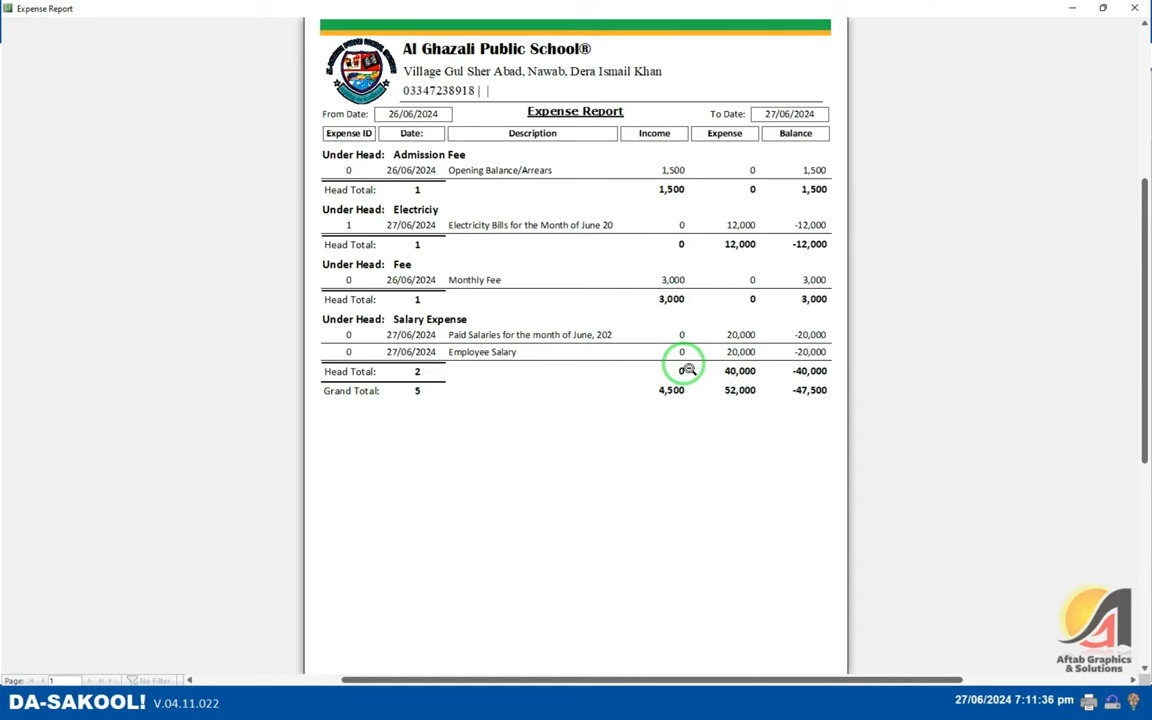 Expense Report
Al Ghazali Public School®
Village Gul Sher Abad, Nawab, Dera Ismail Khan
03347238918 | |
From Date: 26/06/2024 Expense Report To Date: 27/06/2024
Expense ID Date: Description Income Expense Balance
Under Head: Admission Fee
0 26/06/2024 Opening Balance/Arrears 1,500 0 1,500
Head Total: 1 1,500 0 1,500
Under Head: Electriciy
1 27/06/2024 Electricity Bills for the Month of June 20 0 12,000 -12,000
Head Total: 1 0 12,000 -12,000
Under Head: Fee
0 26/06/2024 Monthly Fee 3,000 0 3,000
Head Total: 1 3,000 0 3,000
Under Head: Salary Expense
0 27/06/2024 Paid Salaries for the month of June, 202 0 20,000 -20,000
0 27/06/2024 Employee Salary 0 20,000 -20,000
Head Total: 2 0 40,000 -40,000
Grand Total: 5 4,500 52,000 -47,500
Aftab Graphics
& Solutions
Page: 1 No Filter
DA-SAKOOL! V.04.11.022 27/06/2024 7:11:36 pm